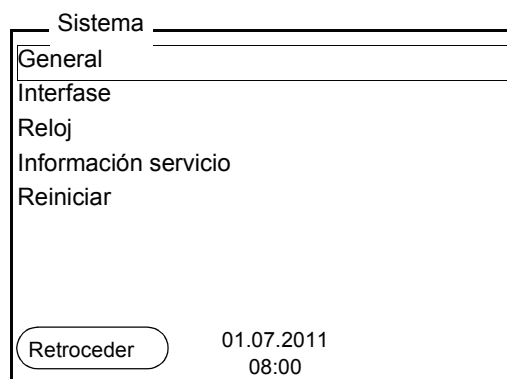 Sistema
General
Interfase
Reloj
Información servicio
Reiniciar
Retroceder
01.07.2011
08:00